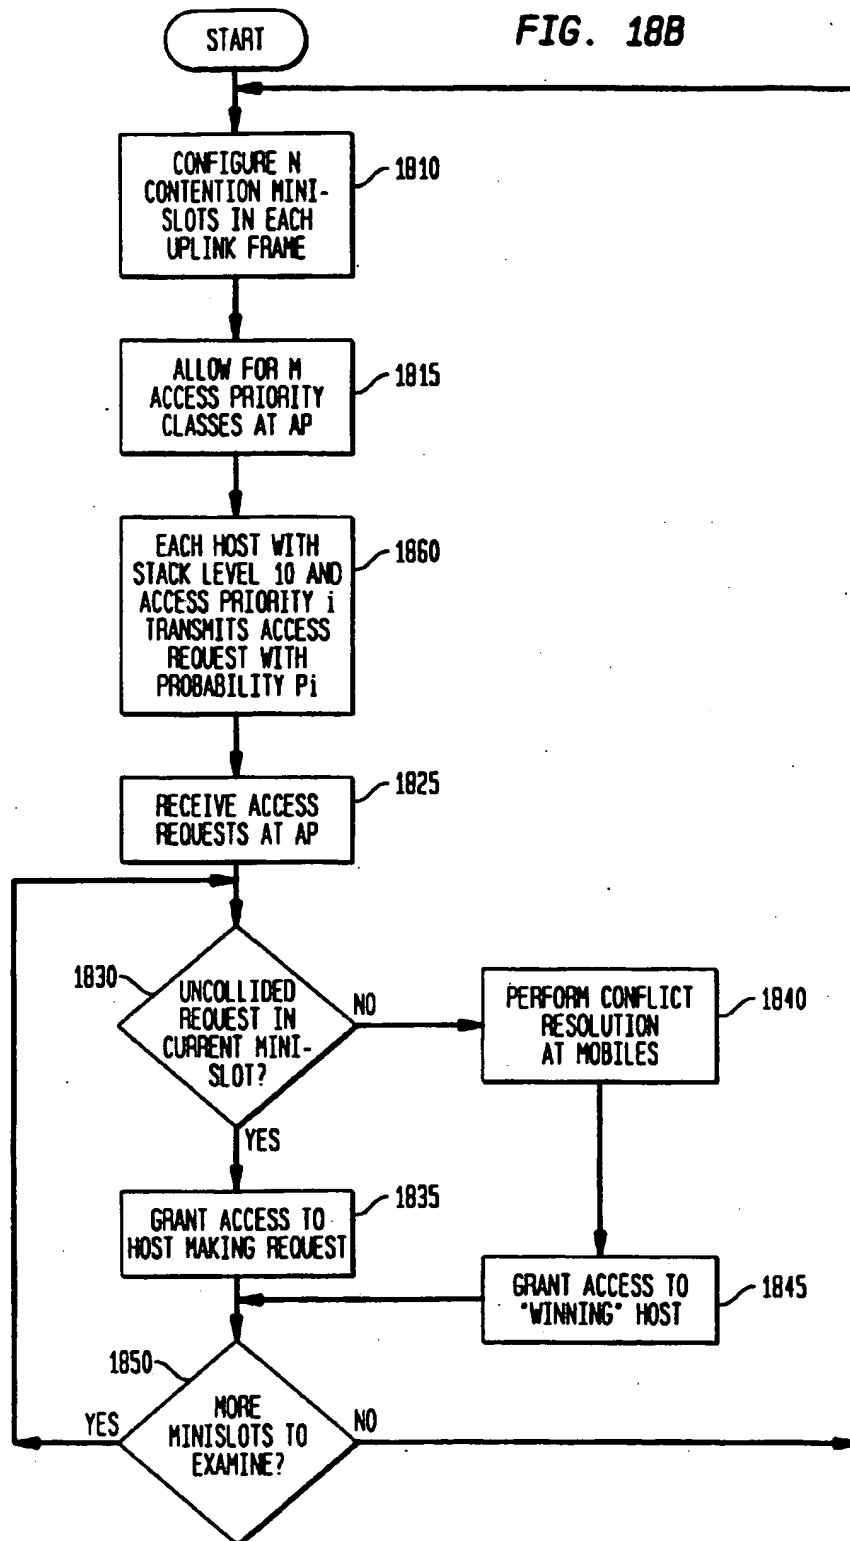 FIG. 18B
START
CONFIGURE N
CONTENTION MINI-
SLOTS IN EACH
UPLINK FRAME
1810
ALLOW FOR M
ACCESS PRIORITY
CLASSES AT AP
1815
EACH HOST WITH
STACK LEVEL 10 AND
ACCESS PRIORITY i
TRANSMITS ACCESS
REQUEST WITH
PROBABILITY Pi
1860
RECEIVE ACCESS
REQUESTS AT AP
1825
1830
UNCOLLIDED
REQUEST IN
CURRENT MINI-
SLOT?
NO
YES
PERFORM CONFLICT
RESOLUTION
AT MOBILES
1840
GRANT ACCESS TO
HOST MAKING REQUEST
1835
GRANT ACCESS TO
"WINNING" HOST
1845
1850
MORE
MINISLOTS TO
EXAMINE?
YES
NO